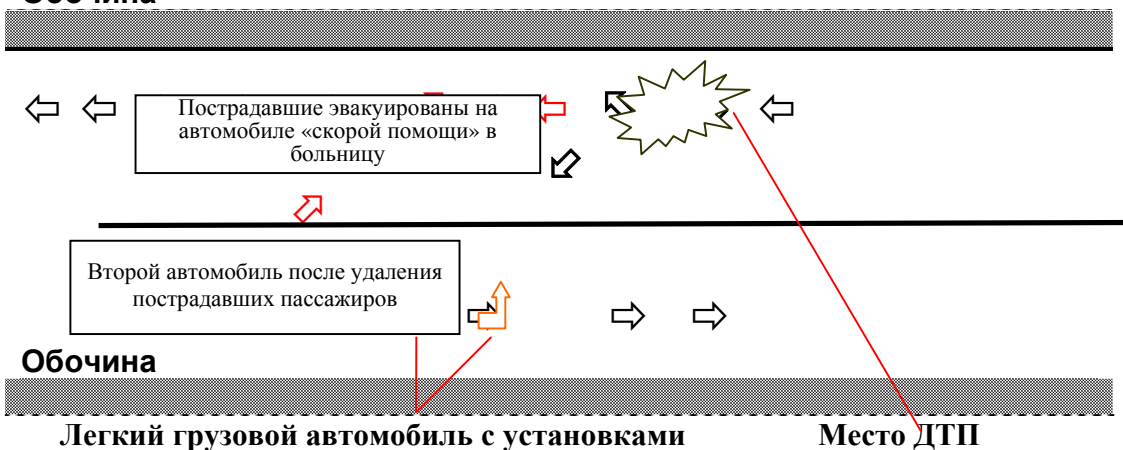 Обочина
Пострадавшие эвакуированы на
автомобиле «скорой помощи» в
больницу
Второй автомобиль после удаления
пострадавших пассажиров
Обочина
Легкий грузовой автомобиль с установками
Место ДТП